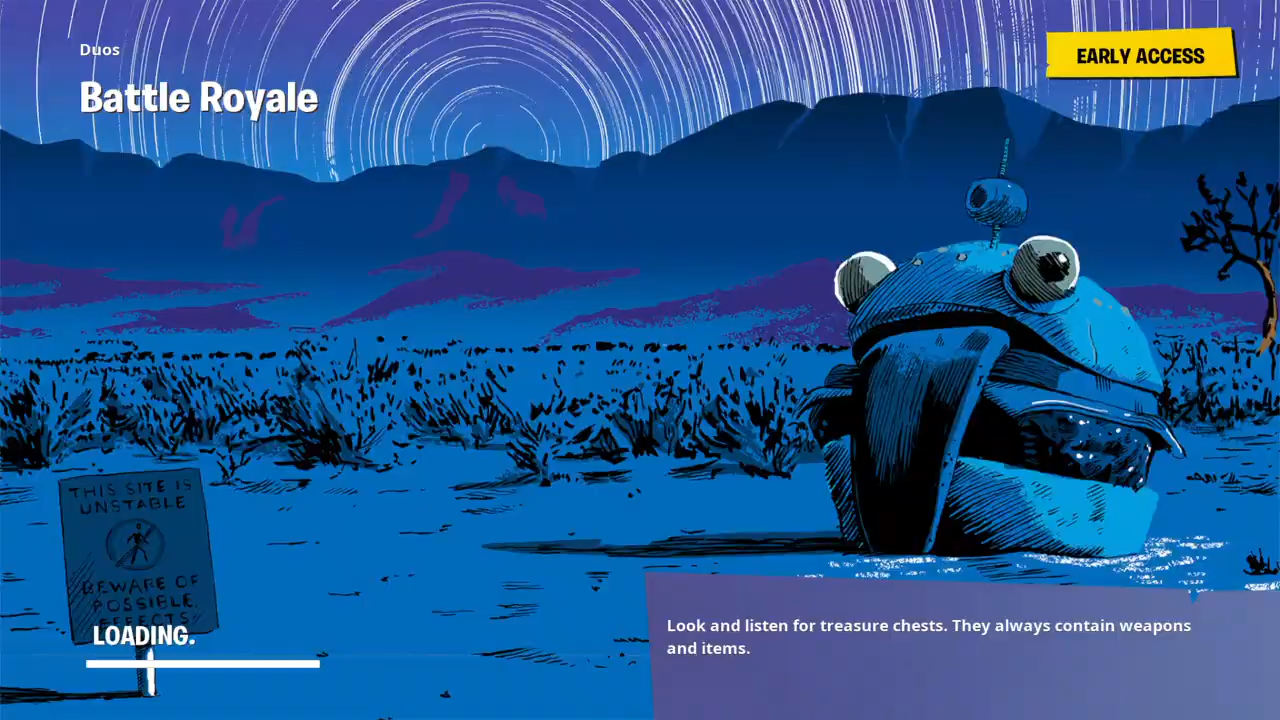 Duos
Battle Royale
EARLY ACCESS
THIS SITE IS
UNSTABLE
BEWARE OF
POSSIBLE
EFFECTS
LOADING.
Look and listen for treasure chests. They always contain weapons
and items.